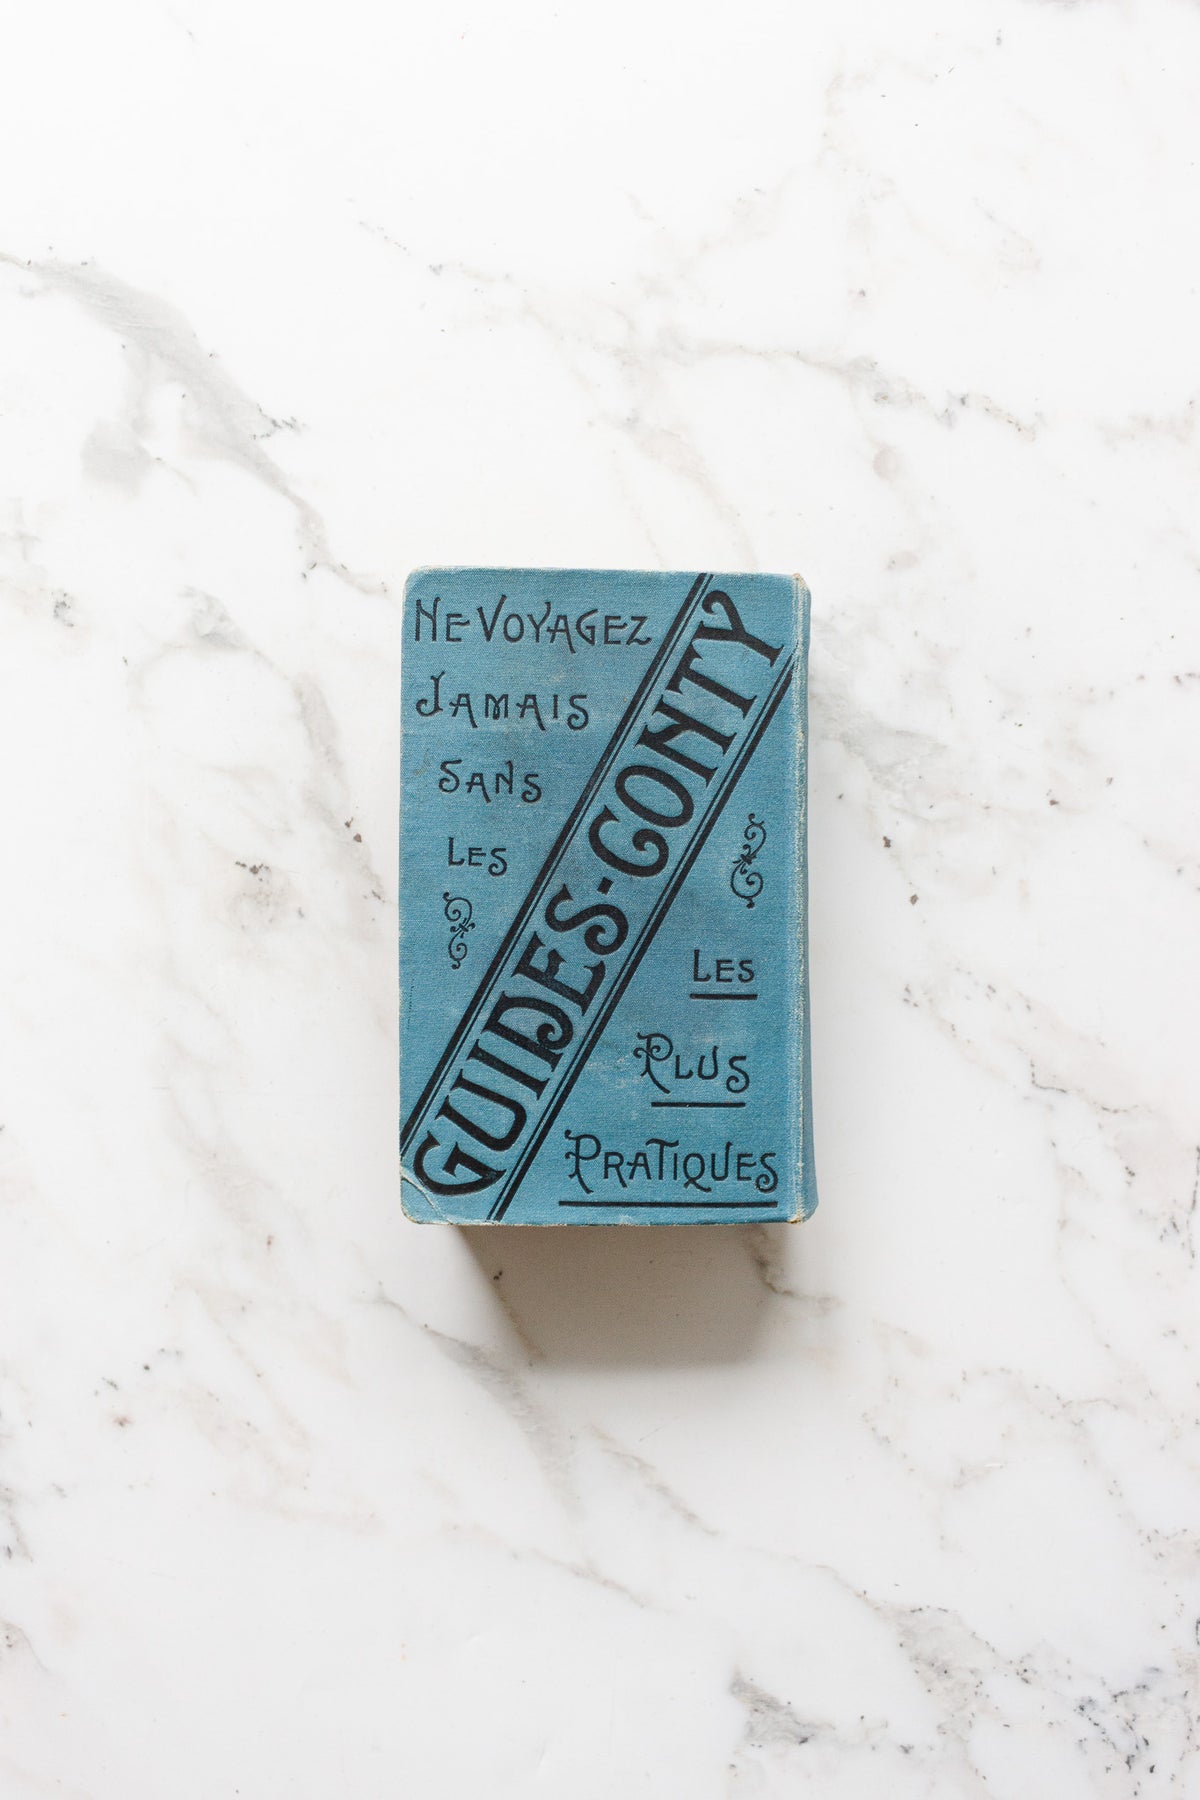 Ne Voyagez
Jamais
Sans
Les
GUIDES-CONTY
Les
Plus
Pratiques